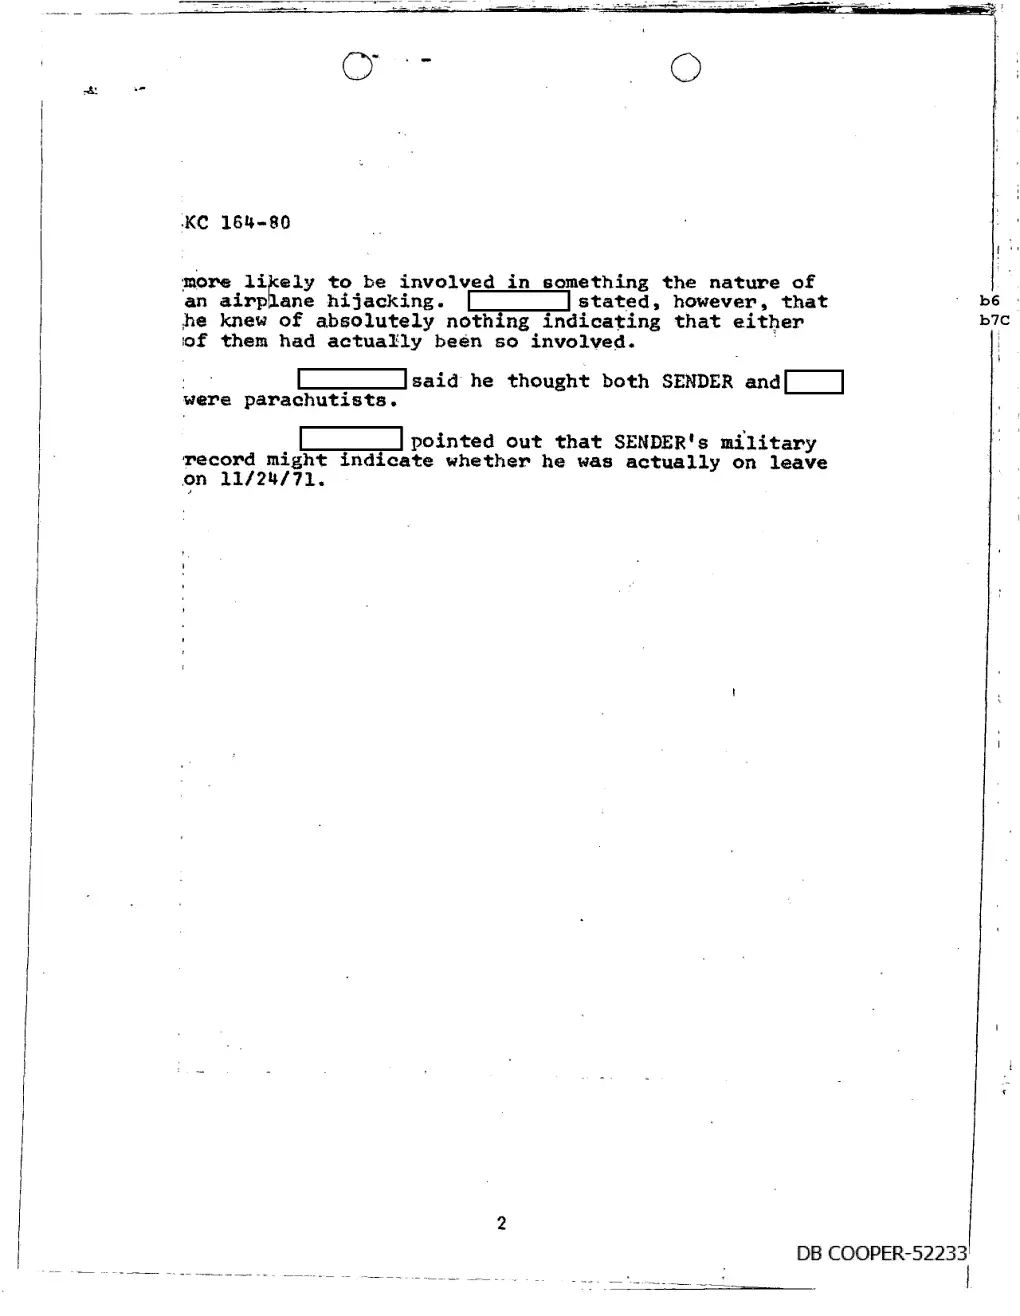 KC 164-80
more likely to be involved in something the nature of
an airplane hijacking. stated, however, that
he knew of absolutely nothing indicating that either
of them had actually been so involved.
b6
b7C
said he thought both SENDER and
were parachutists.
pointed out that SENDER's military
record might indicate whether he was actually on leave
on 11/24/71.
2
DB COOPER-52233